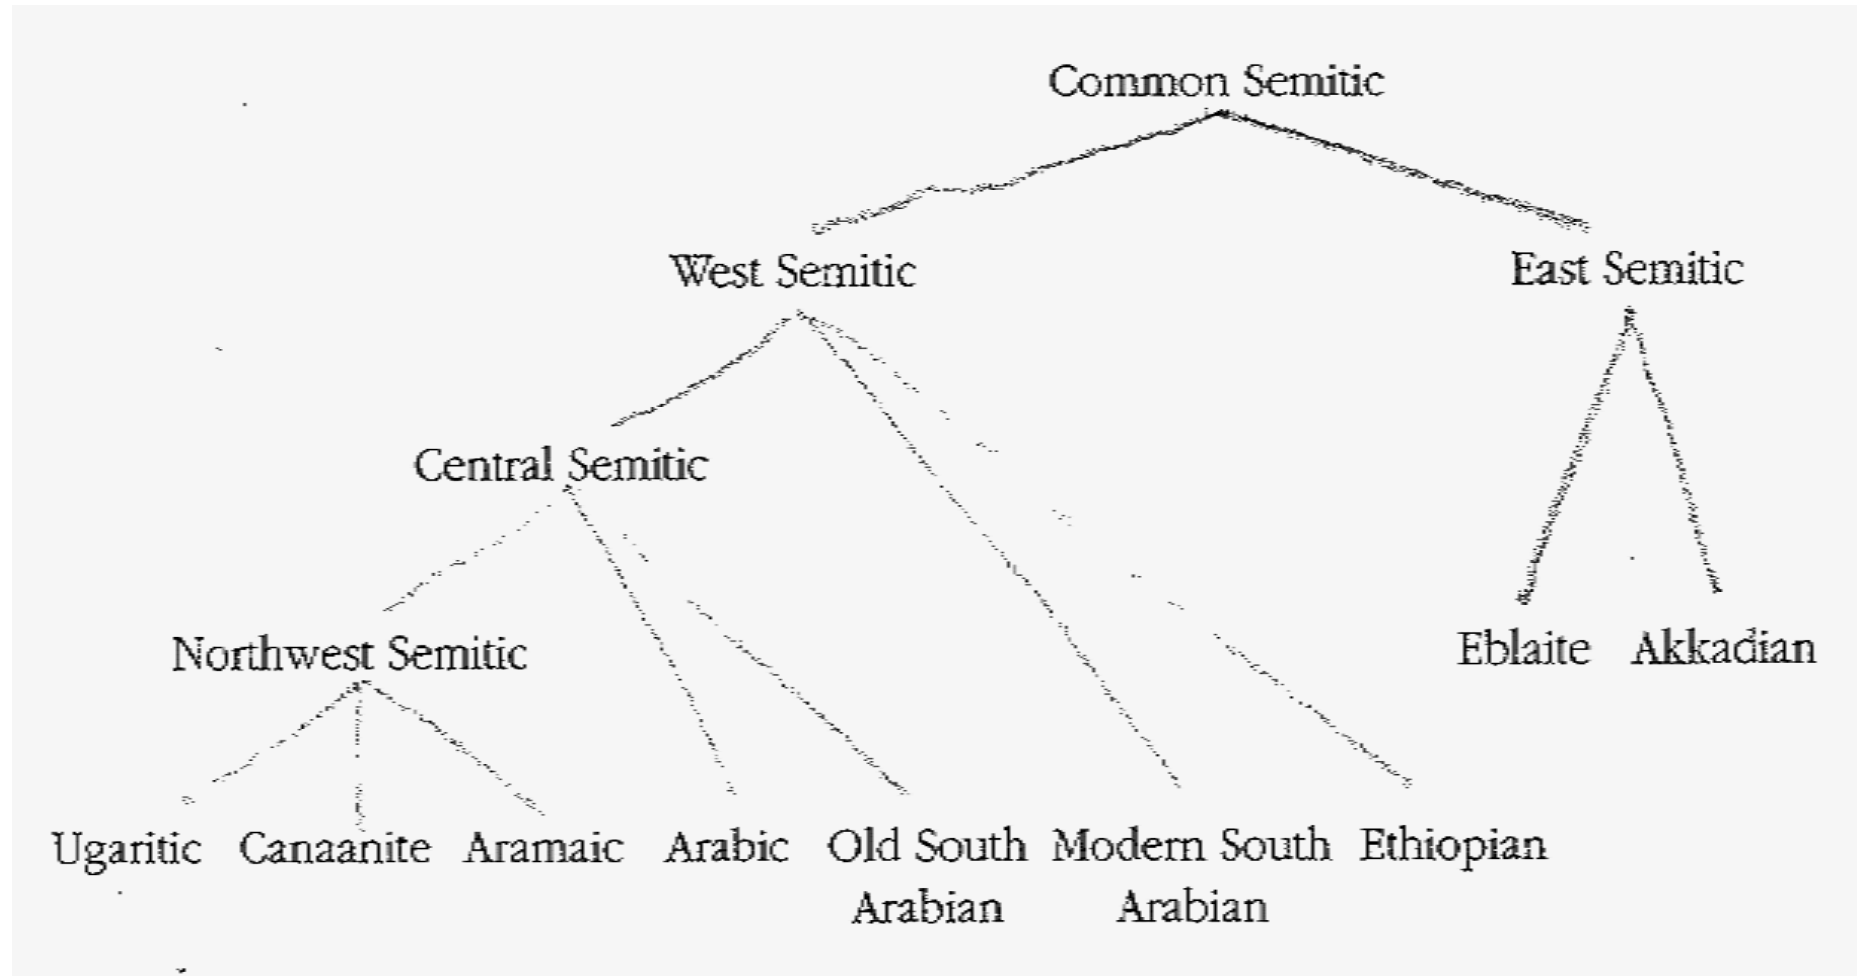 Common Semitic
West Semitic
East Semitic
Central Semitic
Northwest Semitic
Eblaite
Akkadian
Ugaritic
Canaanite
Aramaic
Arabic
Old South
Arabian
Modern South
Arabian
Ethiopian